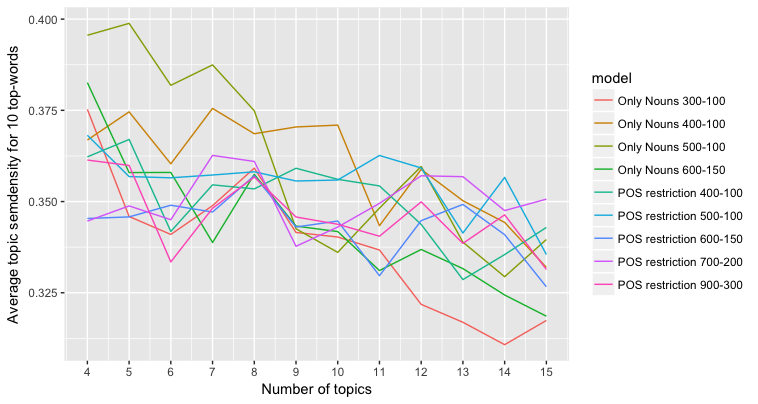 Average topic semdensity for 10 top-words
0.400
0.375
0.350
0.325
4 5 6 7 8 9 10 11 12 13 14 15
Number of topics
model
Only Nouns 300-100
Only Nouns 400-100
Only Nouns 500-100
Only Nouns 600-150
POS restriction 400-100
POS restriction 500-100
POS restriction 600-150
POS restriction 700-200
POS restriction 900-300